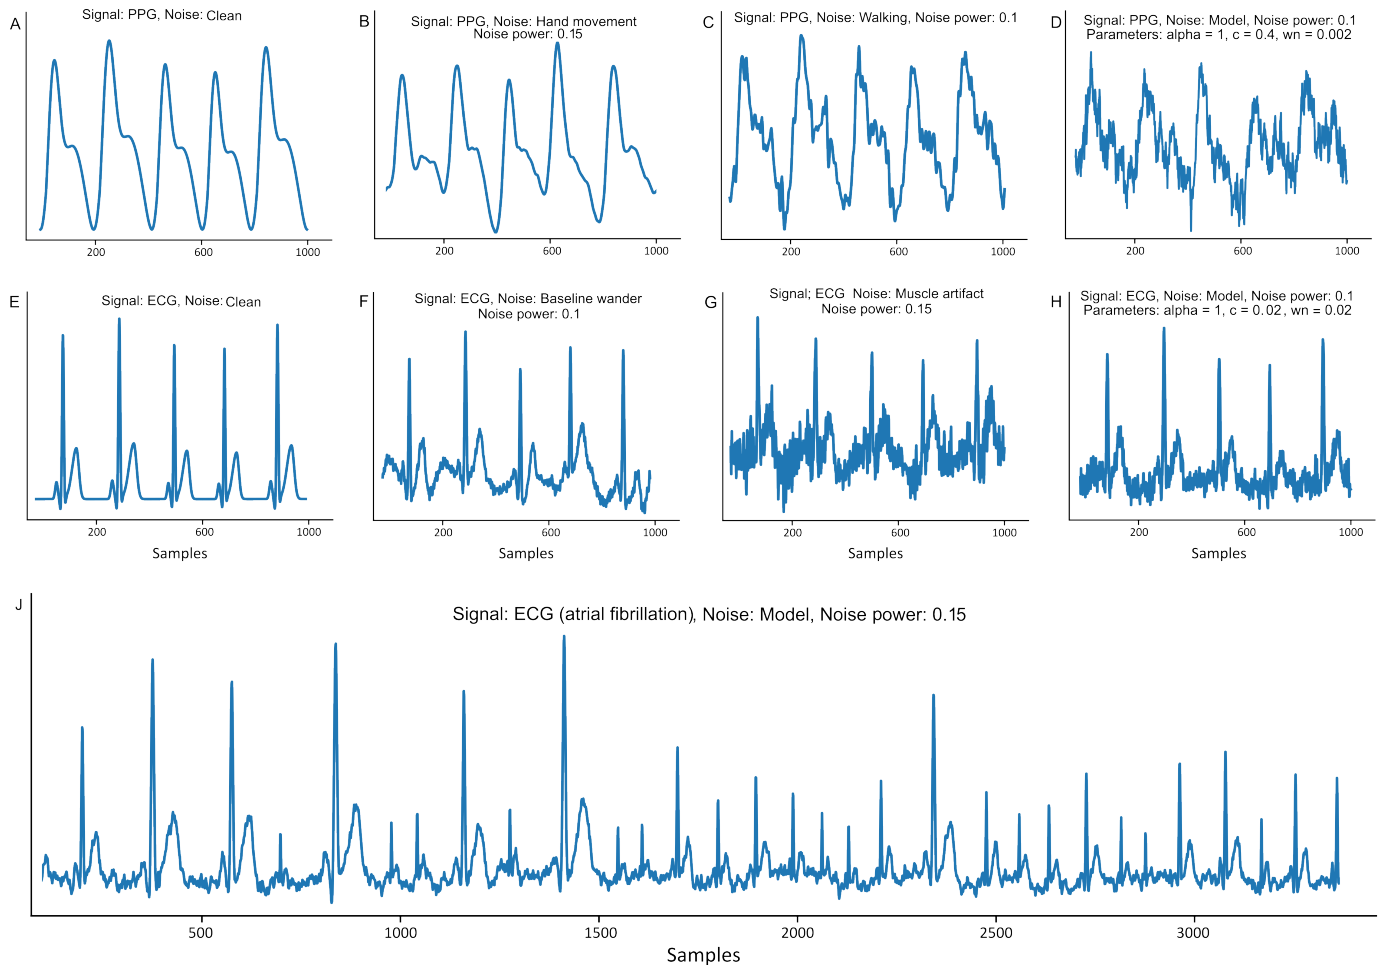 A
Signal: PPG, Noise: Clean
200
600
1000
B
Signal: PPG, Noise: Hand movement
Noise power: 0.15
200
600
1000
C
Signal: PPG, Noise: Walking, Noise power: 0.1
200
600
1000
D
Signal: PPG, Noise: Model, Noise power: 0.1
Parameters: alpha = 1, c = 0.4, wn = 0.002
200
600
1000
E
Signal: ECG, Noise: Clean
200
600
1000
Samples
F
Signal: ECG, Noise: Baseline wander
Noise power: 0.1
200
600
1000
G
Signal; ECG Noise: Muscle artifact
Noise power: 0.15
200
600
1000
Samples
H
Signal: ECG, Noise: Model, Noise power: 0.1
Parameters: alpha = 1, c = 0.02, wn = 0.02
200
600
1000
Samples
J
Signal: ECG (atrial fibrillation), Noise: Model, Noise power: 0.15
500
1000
1500
2000
2500
3000
Samples